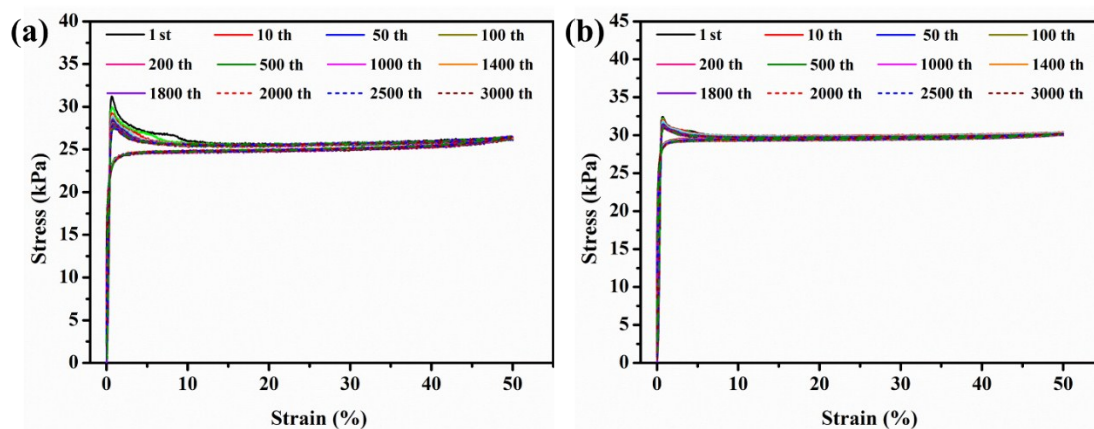 (a)
1 st 10 th 50 th 100 th
200 th 500 th 1000 th 1400 th
1800 th 2000 th 2500 th 3000 th
40
35
30
25
20
15
10
5
0
Stress (kPa)
0 10 20 30 40 50
Strain (%)
(b)
1 st 10 th 50 th 100 th
200 th 500 th 1000 th 1400 th
1800 th 2000 th 2500 th 3000 th
45
40
35
30
25
20
15
10
5
0
Stress (kPa)
0 10 20 30 40 50
Strain (%)